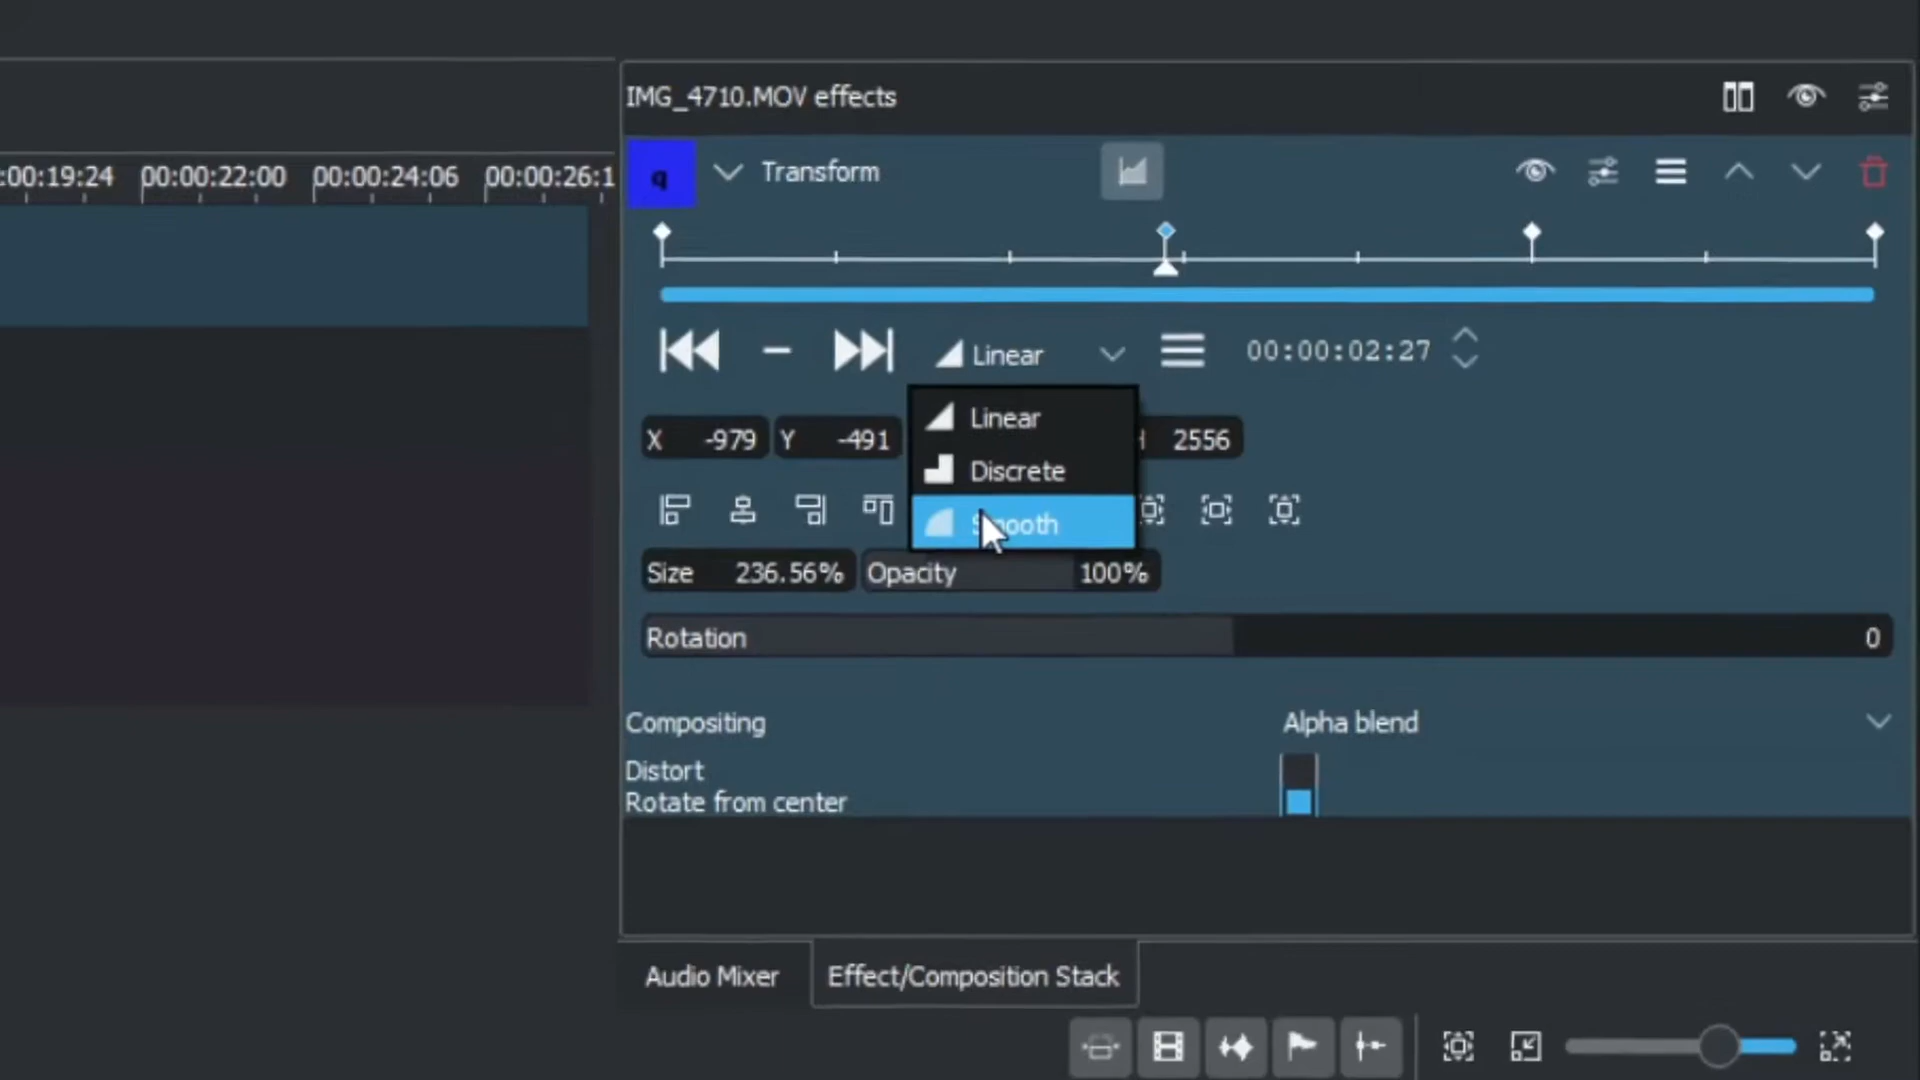 IMG_4710.MOV effects
:00:19:24 00:00:22:00 00:00:24:06 00:00:26:1
q Transform
Linear 00:00:02:27
Linear
X -979 Y -491 H 2556
Discrete
Smooth
Size 236.56% Opacity 100%
Rotation 0
Compositing Alpha blend
Distort
Rotate from center
Audio Mixer Effect/Composition Stack